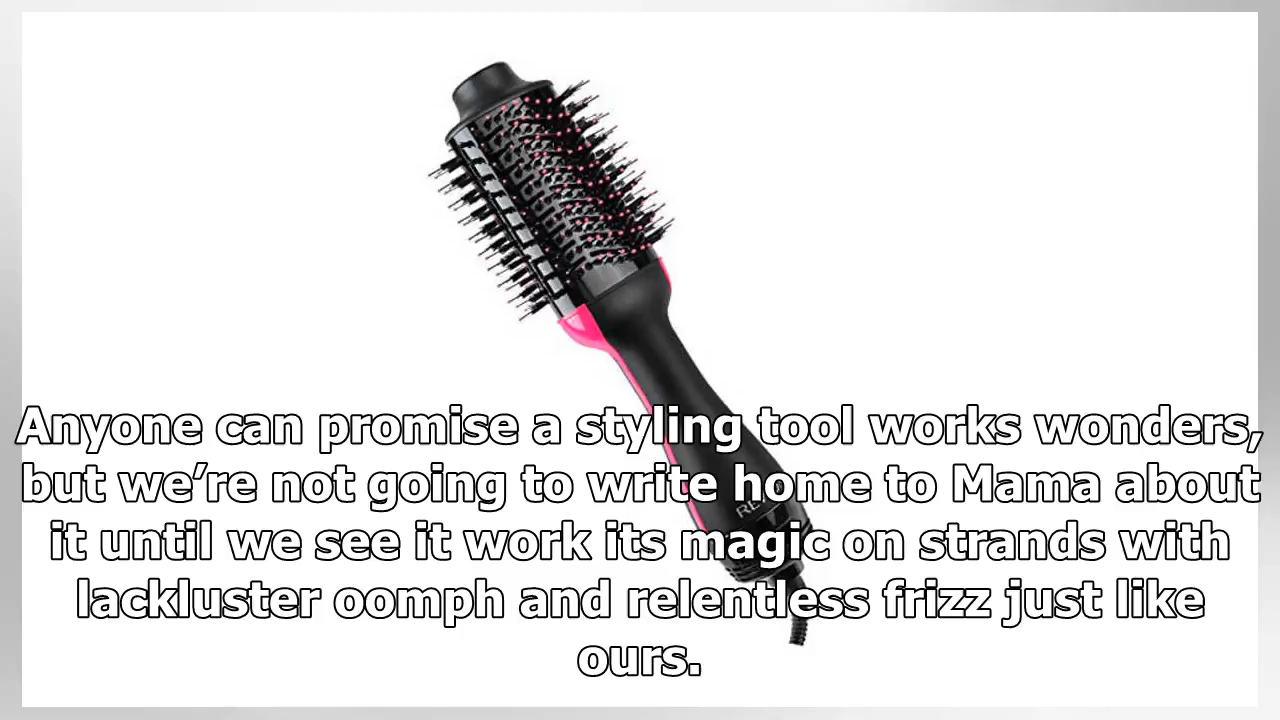 Anyone can promise a styling tool works wonders,
but we’re not going to write home to Mama about
it until we see it work its magic on strands with
lackluster oomph and relentless frizz just like
ours.